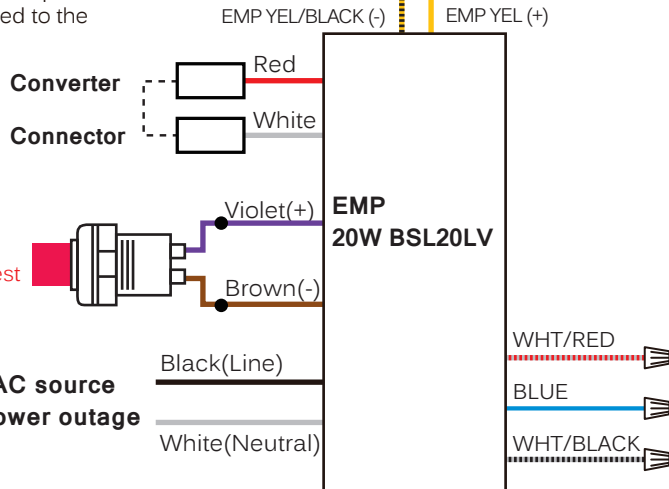 ed to the
EMP YEL/BLACK (-)
EMP YEL (+)
Red
Converter
White
Connector
Violet(+)
EMP
20W BSL20LV
est
Brown(-)
WHT/RED
Black(Line)
AC source
BLUE
ower outage
White(Neutral)
WHT/BLACK